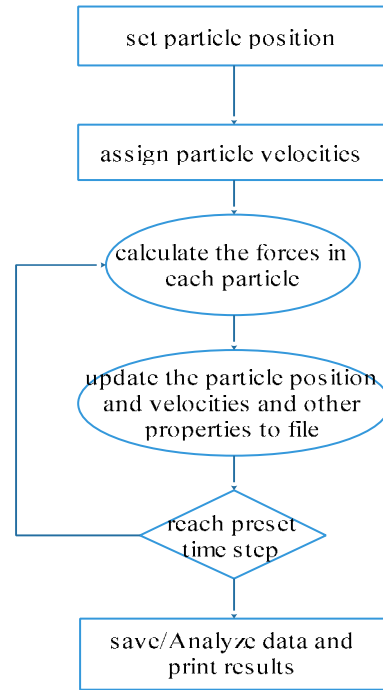 set particle position
assign particle velocities
calculate the forces in
each particle
update the particle position
and velocities and other
properties to file
reach preset
time step
save/Analyze data and
print results